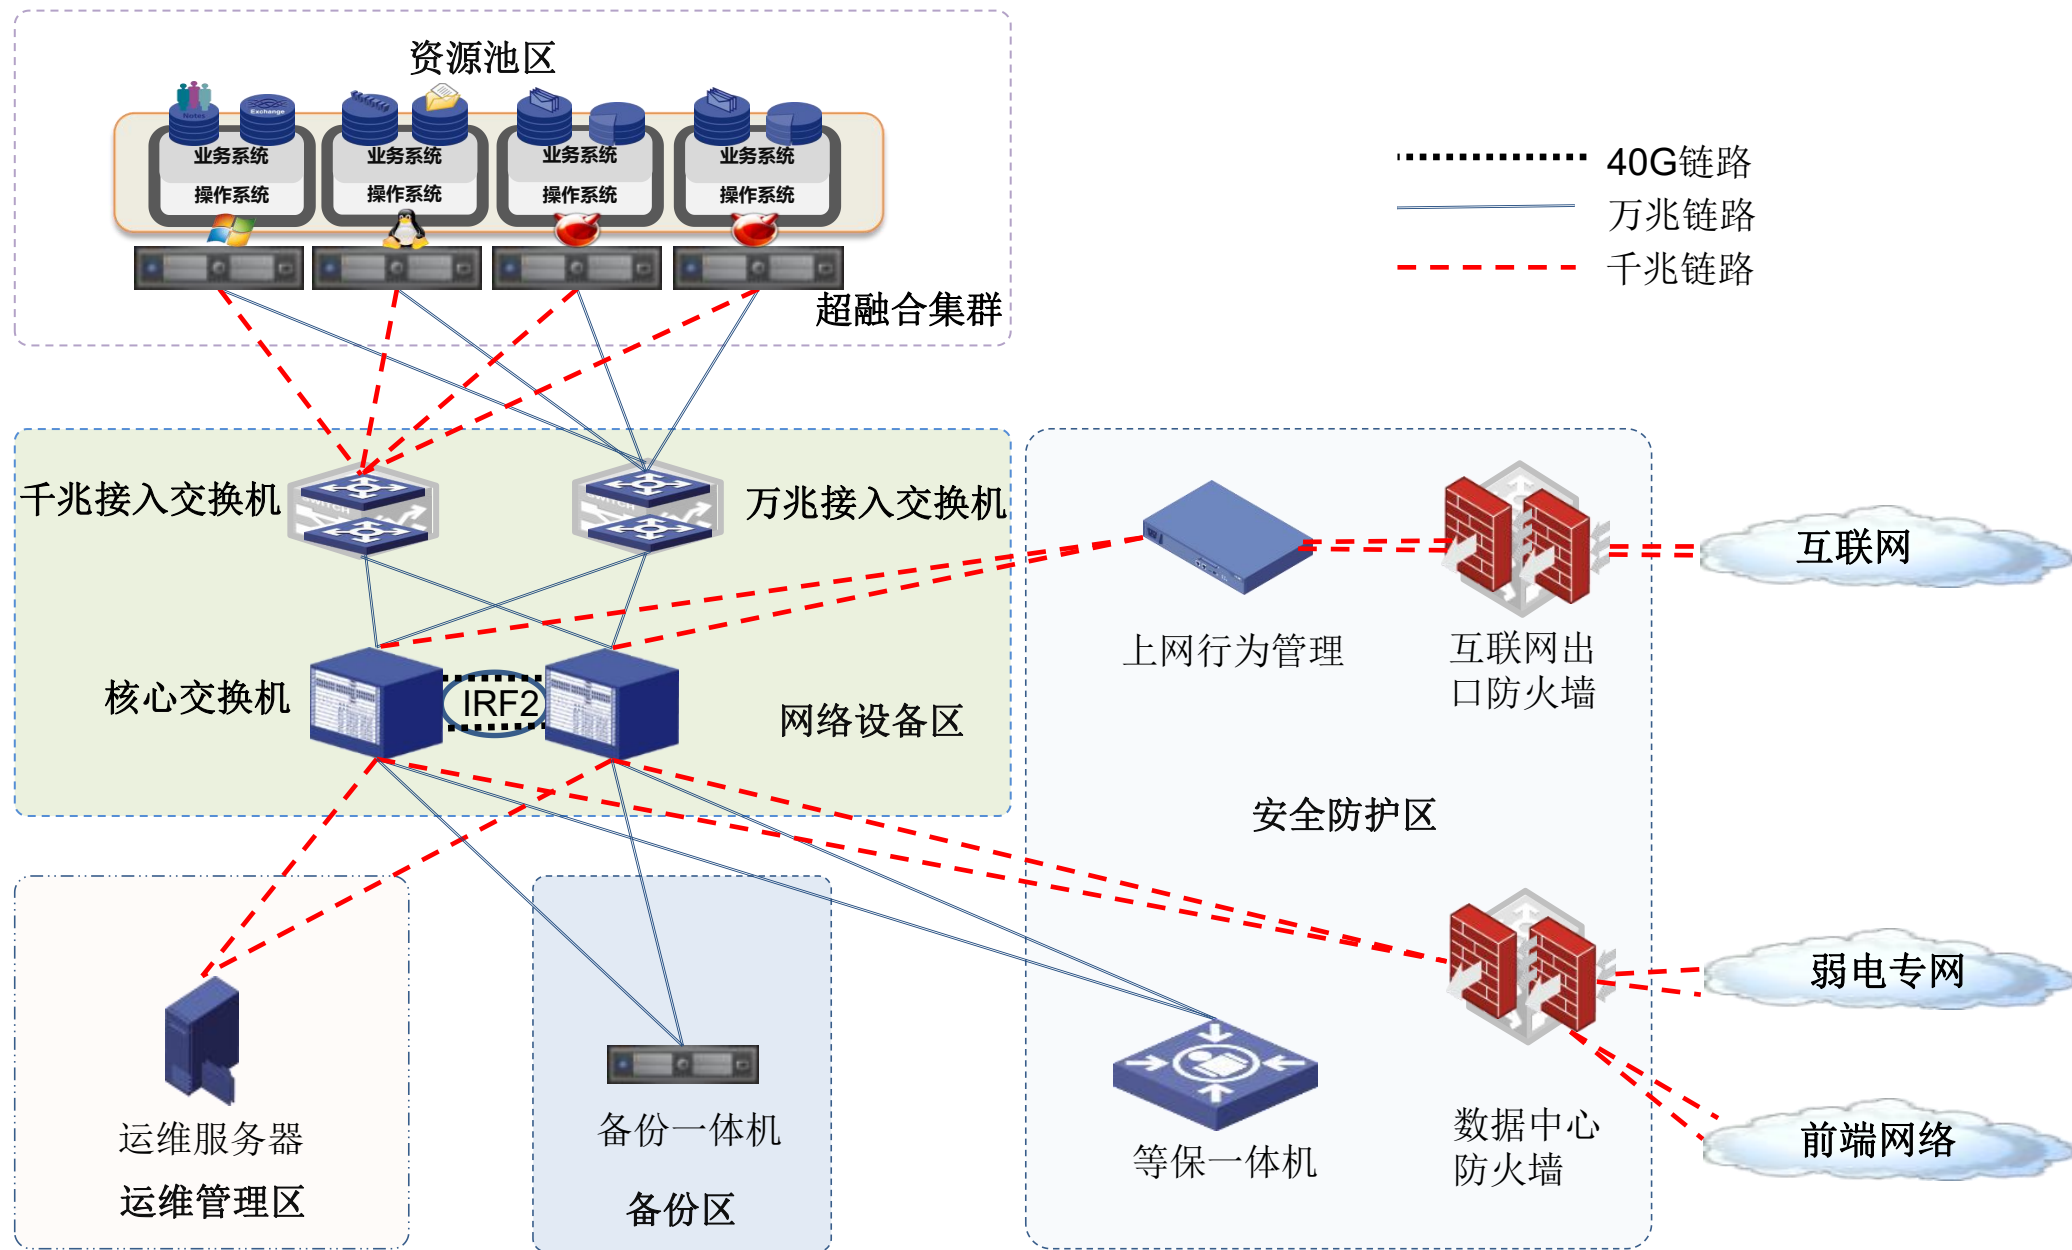 资源池区
Notes
Exchange
业务系统
业务系统
业务系统
业务系统
操作系统
操作系统
操作系统
操作系统
超融合集群
40G链路
万兆链路
千兆链路
千兆接入交换机
万兆接入交换机
核心交换机
IRF2
网络设备区
上网行为管理
互联网出
口防火墙
互联网
安全防护区
弱电专网
前端网络
运维服务器
运维管理区
备份一体机
备份区
等保一体机
数据中心
防火墙